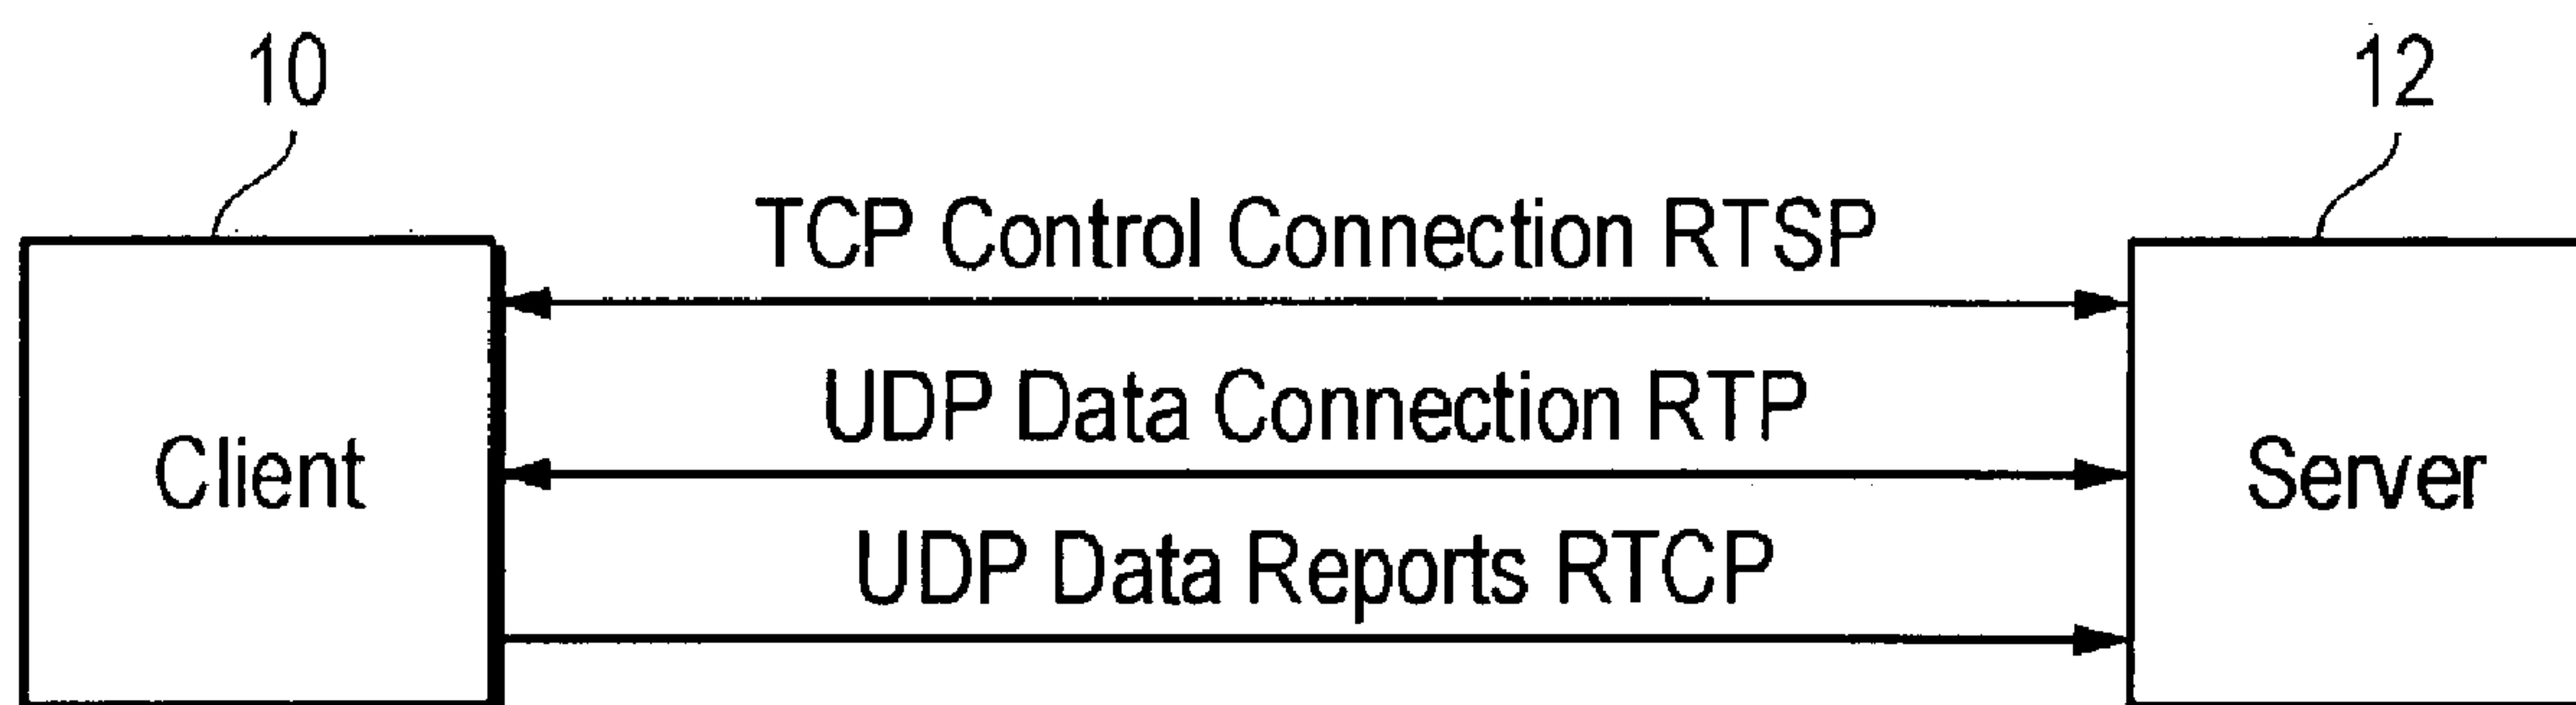 10
12
TCP Control Connection RTSP
UDP Data Connection RTP
Client
Server
UDP Data Reports RTCP